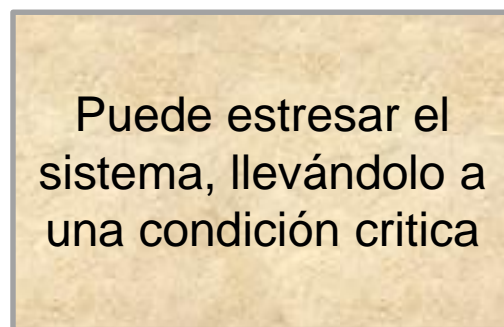 Puede estresar el
sistema, llevándolo a
una condición critica